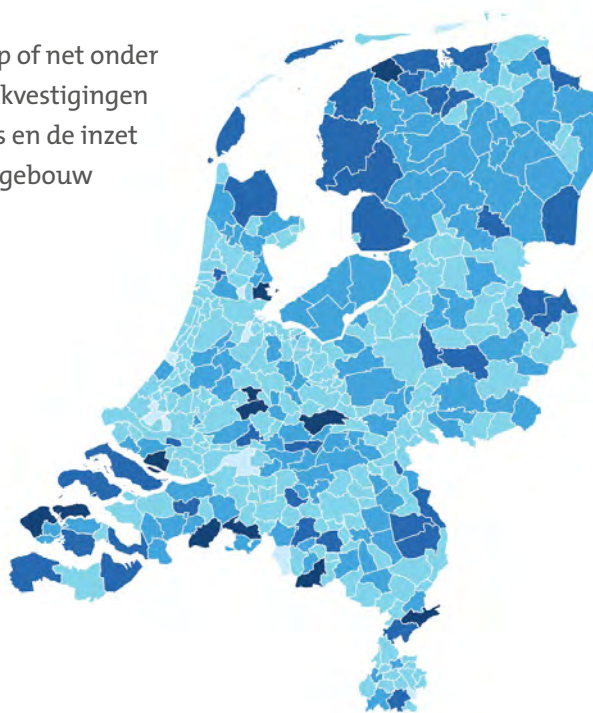 p of net onder
kvestigingen
s en de inzet
gebouw